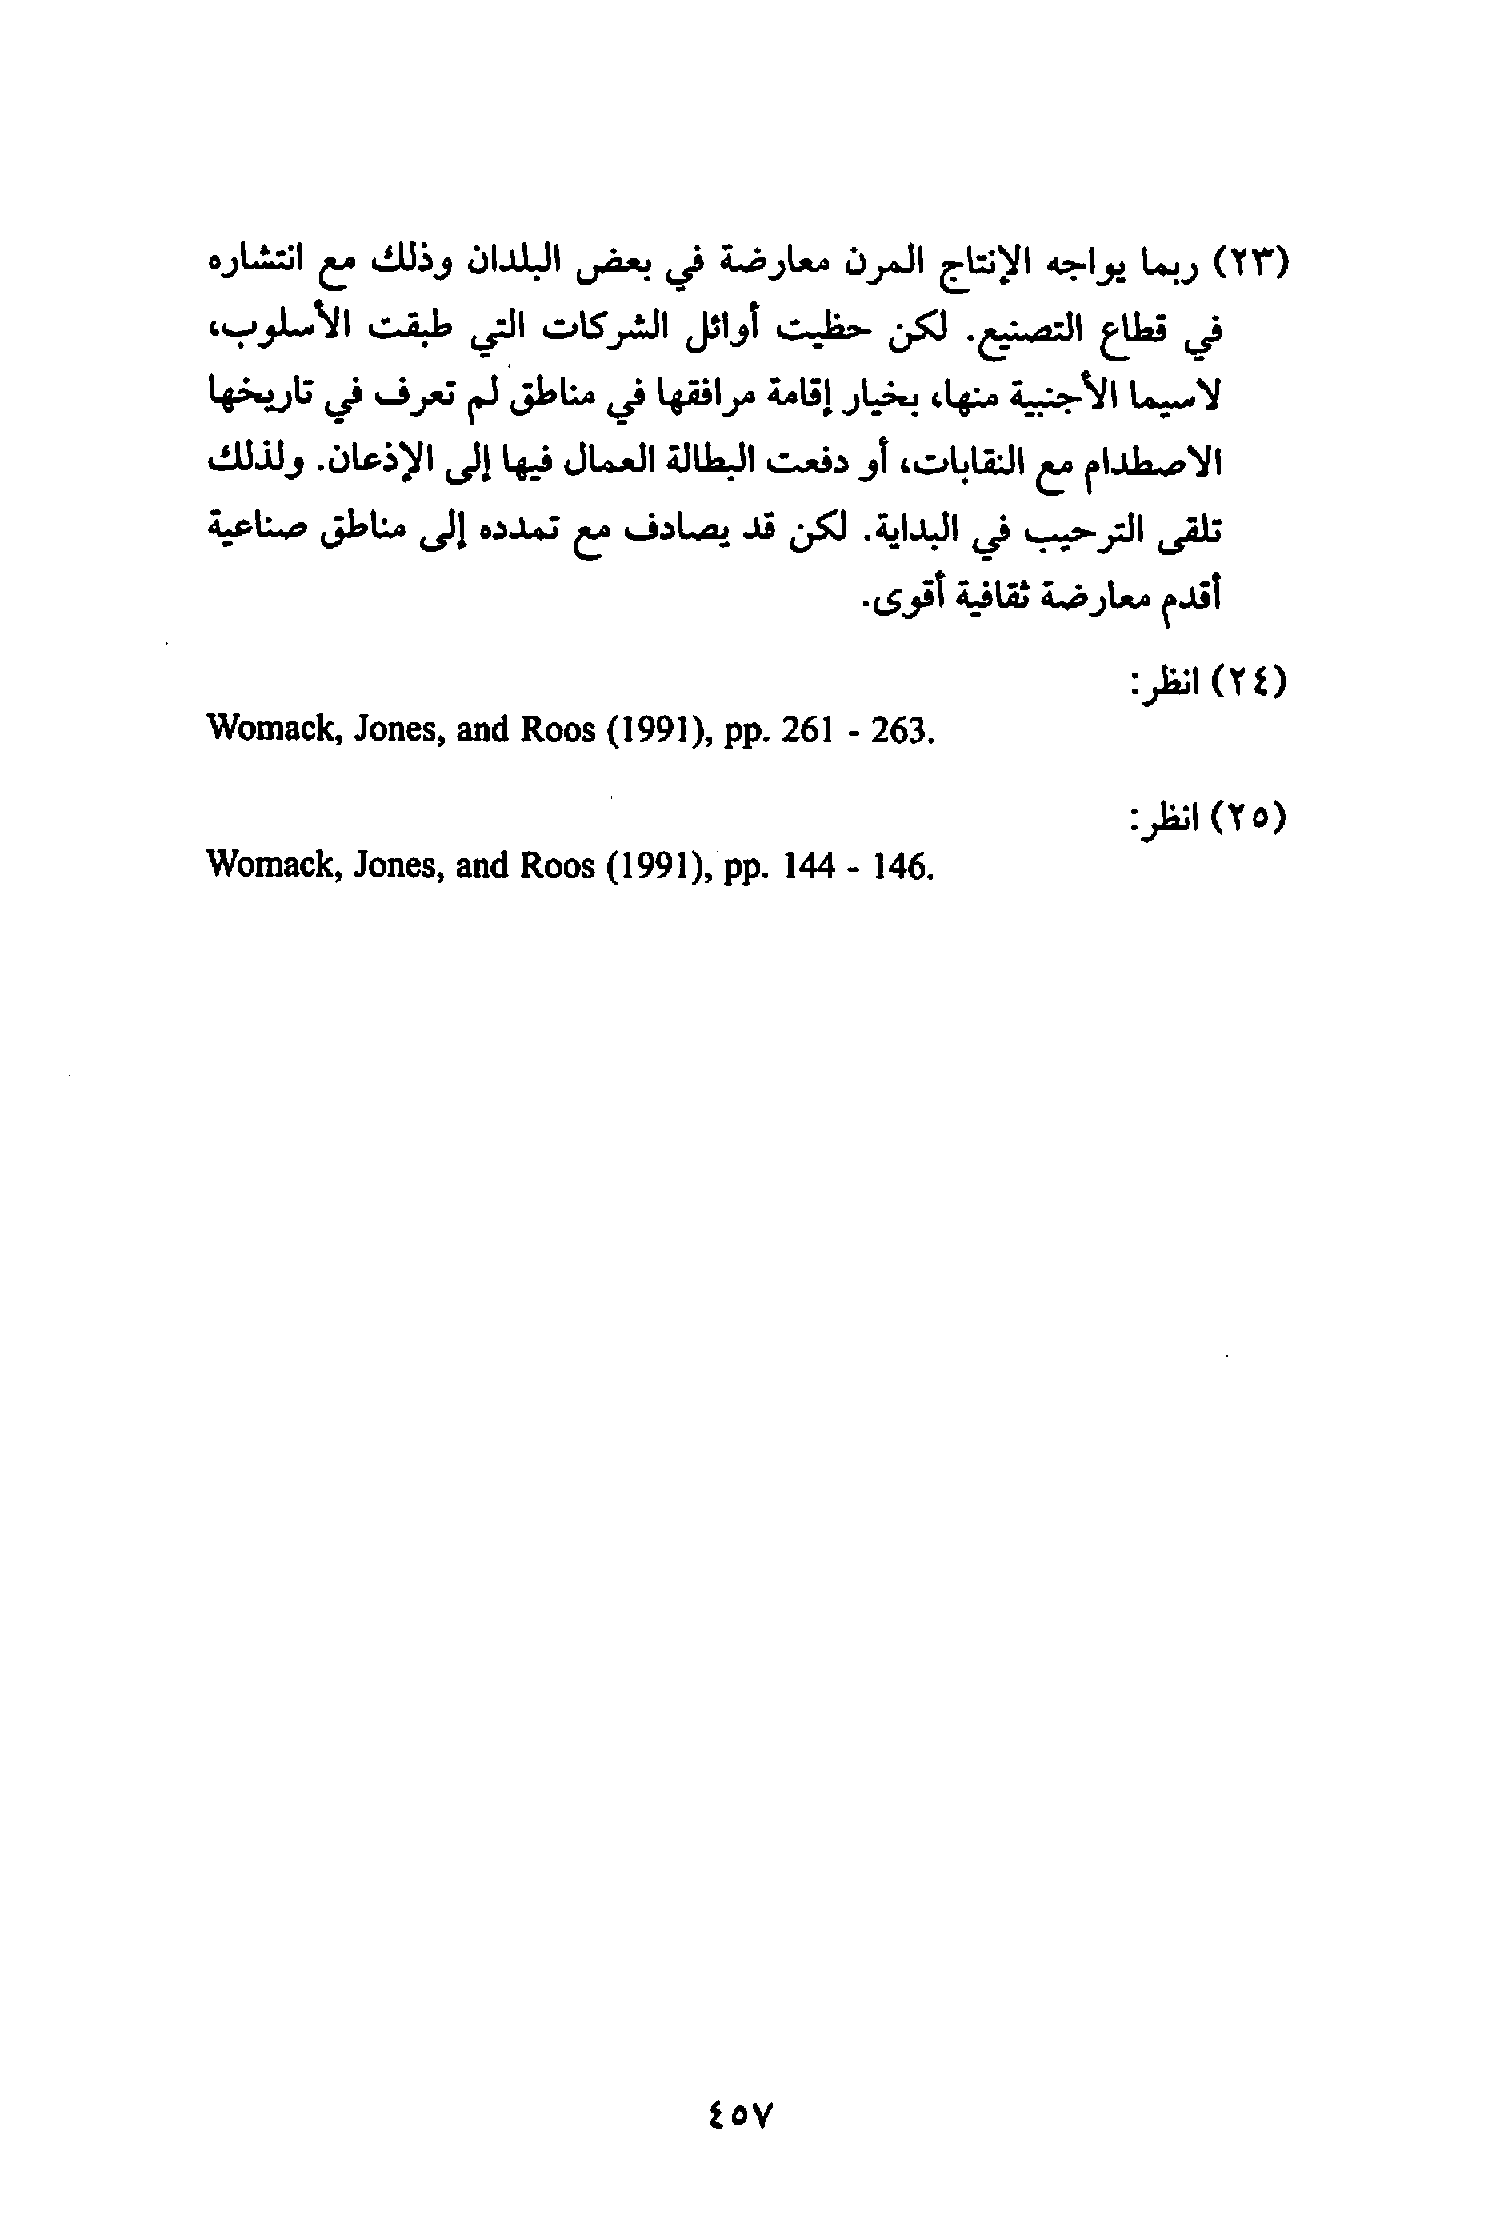 (٢٣) ربما يواجه الإنتاج المرن معارضة في بعض البلدان وذلك مع انتشاره
في قطاع التصنيع. لكن حظيت أوائل الشركات التي طبقت الأسلوب،
لاسيما الأجنبية منها، بخيار إقامة مرافقها في مناطق لم تعرف في تاريخها
الاصطدام مع النقابات، أو دفعت البطالة العمال فيها إلى الإذعان. ولذلك
تلقى الترحيب في البداية. لكن قد يصادف مع تمدده إلى مناطق صناعية
أقدم معارضة ثقافية أقوى.
(٢٤) انظر:
Womack, Jones, and Roos (1991), pp. 261 - 263.
(٢٥) انظر:
Womack, Jones, and Roos (1991), pp. 144 - 146.
٤٥٧